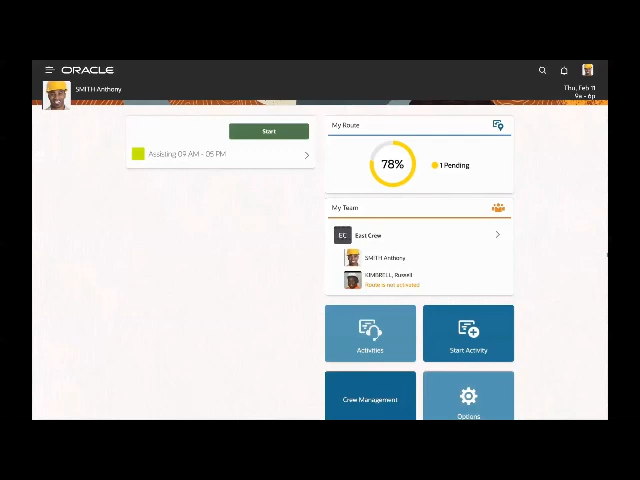 ORACLE
SMITH Anthony
Thu, Feb 11
9a - 6p
Start
Assisting 09 AM - 05 PM
My Route
78%
1 Pending
My Team
EC
East Crew
SMITH Anthony
KIMBRELL, Russell
Route is not activated
Activities
Start Activity
Crew Management
Options